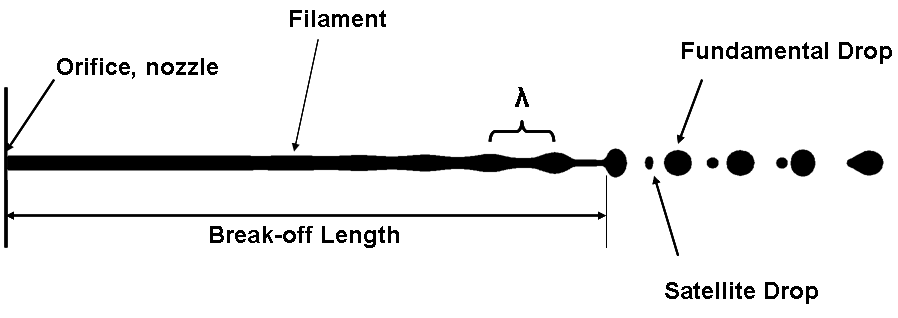 Filament
Fundamental Drop
Orifice, nozzle
λ
Break-off Length
Satellite Drop